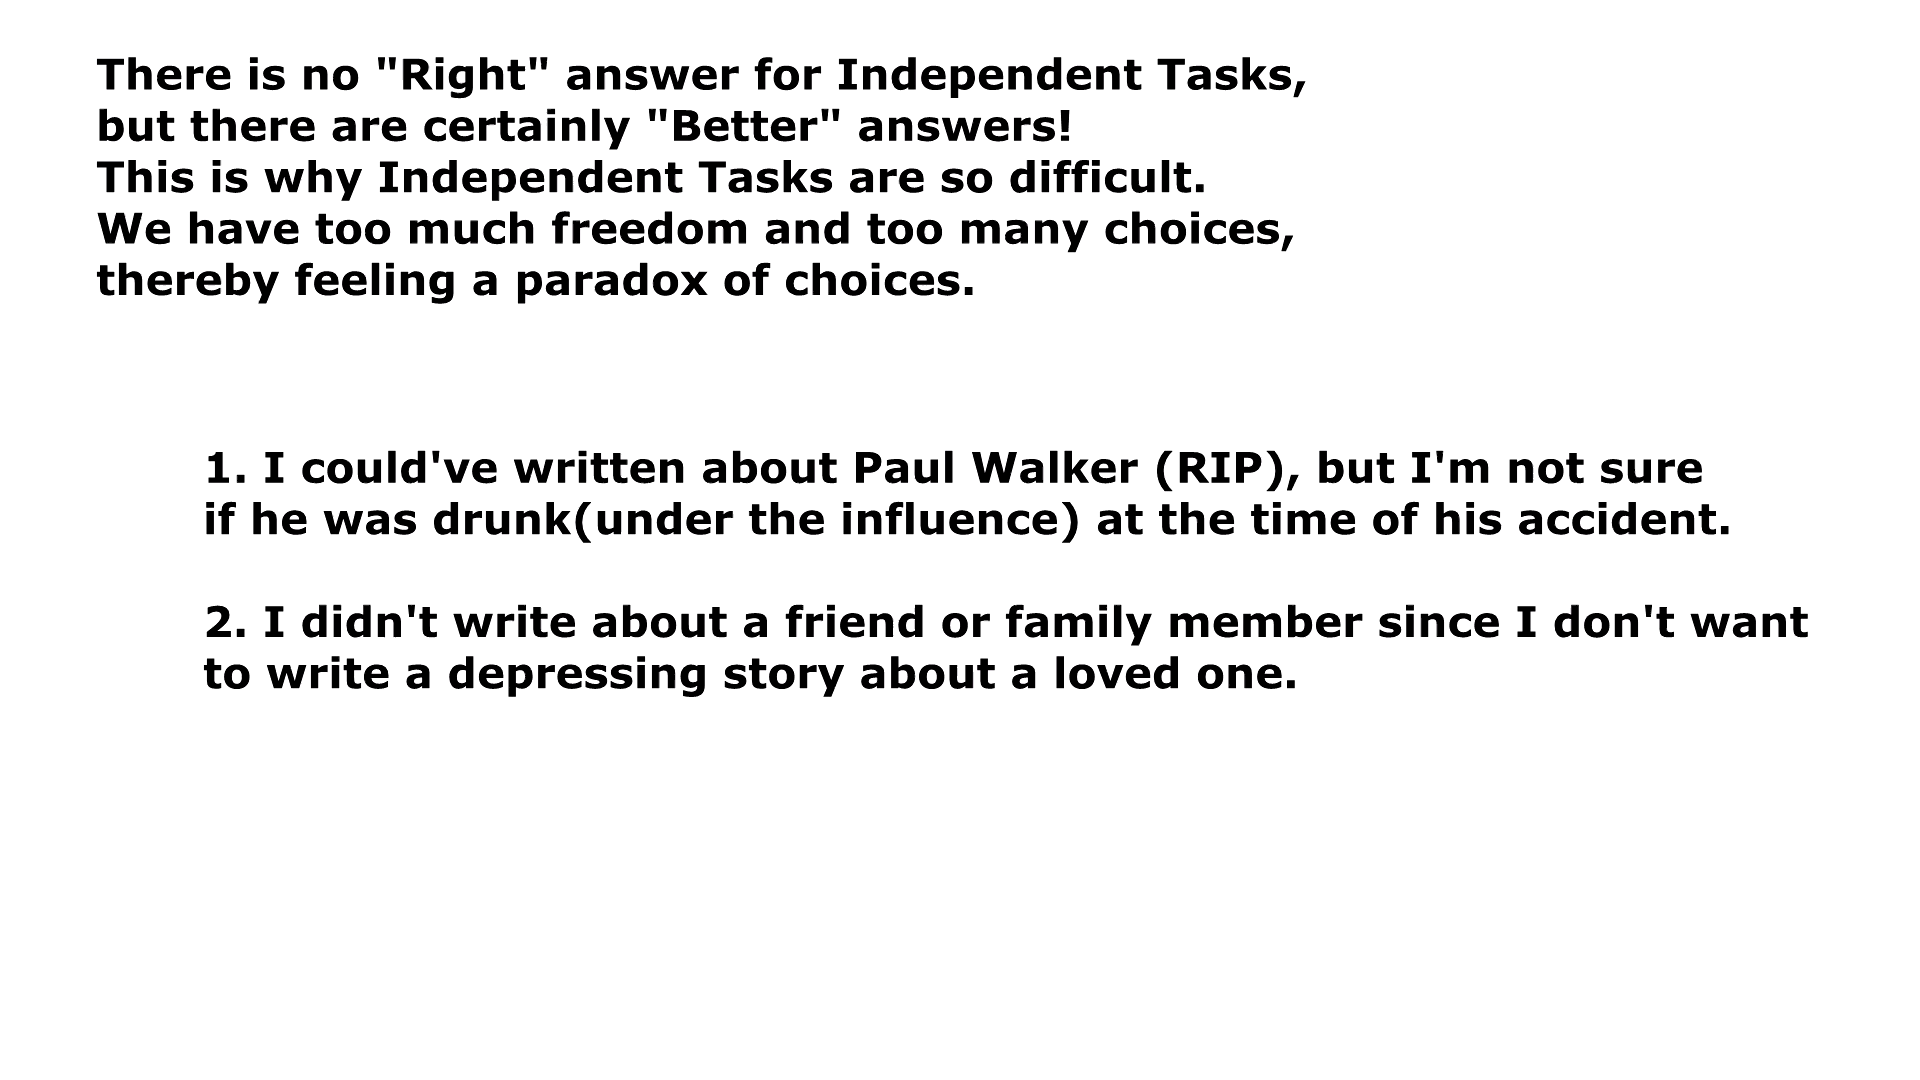 There is no "Right" answer for Independent Tasks,
but there are certainly "Better" answers!
This is why Independent Tasks are so difficult.
We have too much freedom and too many choices,
thereby feeling a paradox of choices.
1. I could've written about Paul Walker (RIP), but I'm not sure
if he was drunk(under the influence) at the time of his accident.
2. I didn't write about a friend or family member since I don't want
to write a depressing story about a loved one.